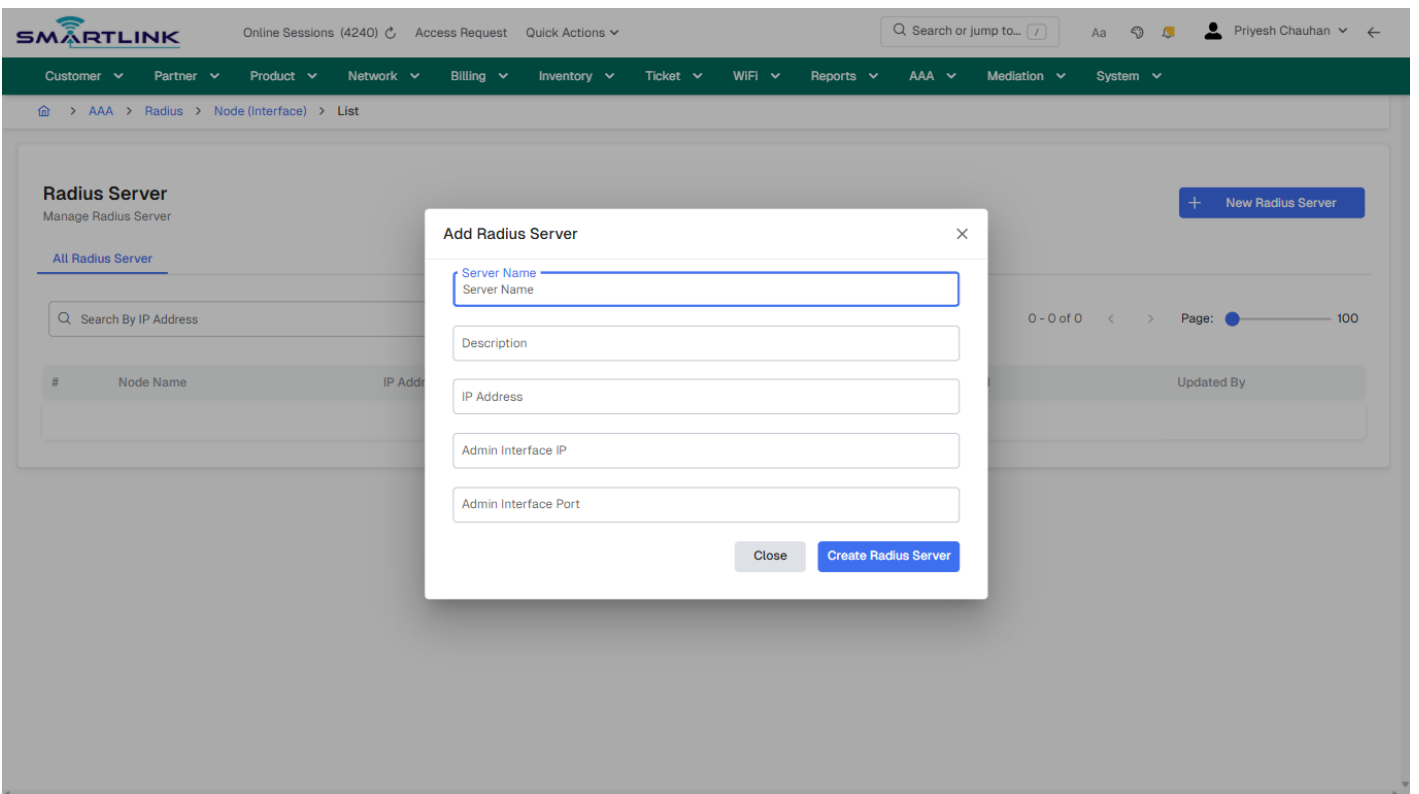 SMARTLINK
Online Sessions (4240) Access Request Quick Actions
Search or jump to... /
Aa
Priyesh Chauhan
Customer Partner Product Network Billing Inventory Ticket WiFi Reports AAA Mediation System
> AAA > Radius > Node (Interface) > List
Radius Server
Manage Radius Server
+ New Radius Server
All Radius Server
Search By IP Address
0 - 0 of 0 < > Page: 100
# Node Name IP Addr Updated By
Add Radius Server
Server Name
Server Name
Description
IP Address
Admin Interface IP
Admin Interface Port
Close Create Radius Server